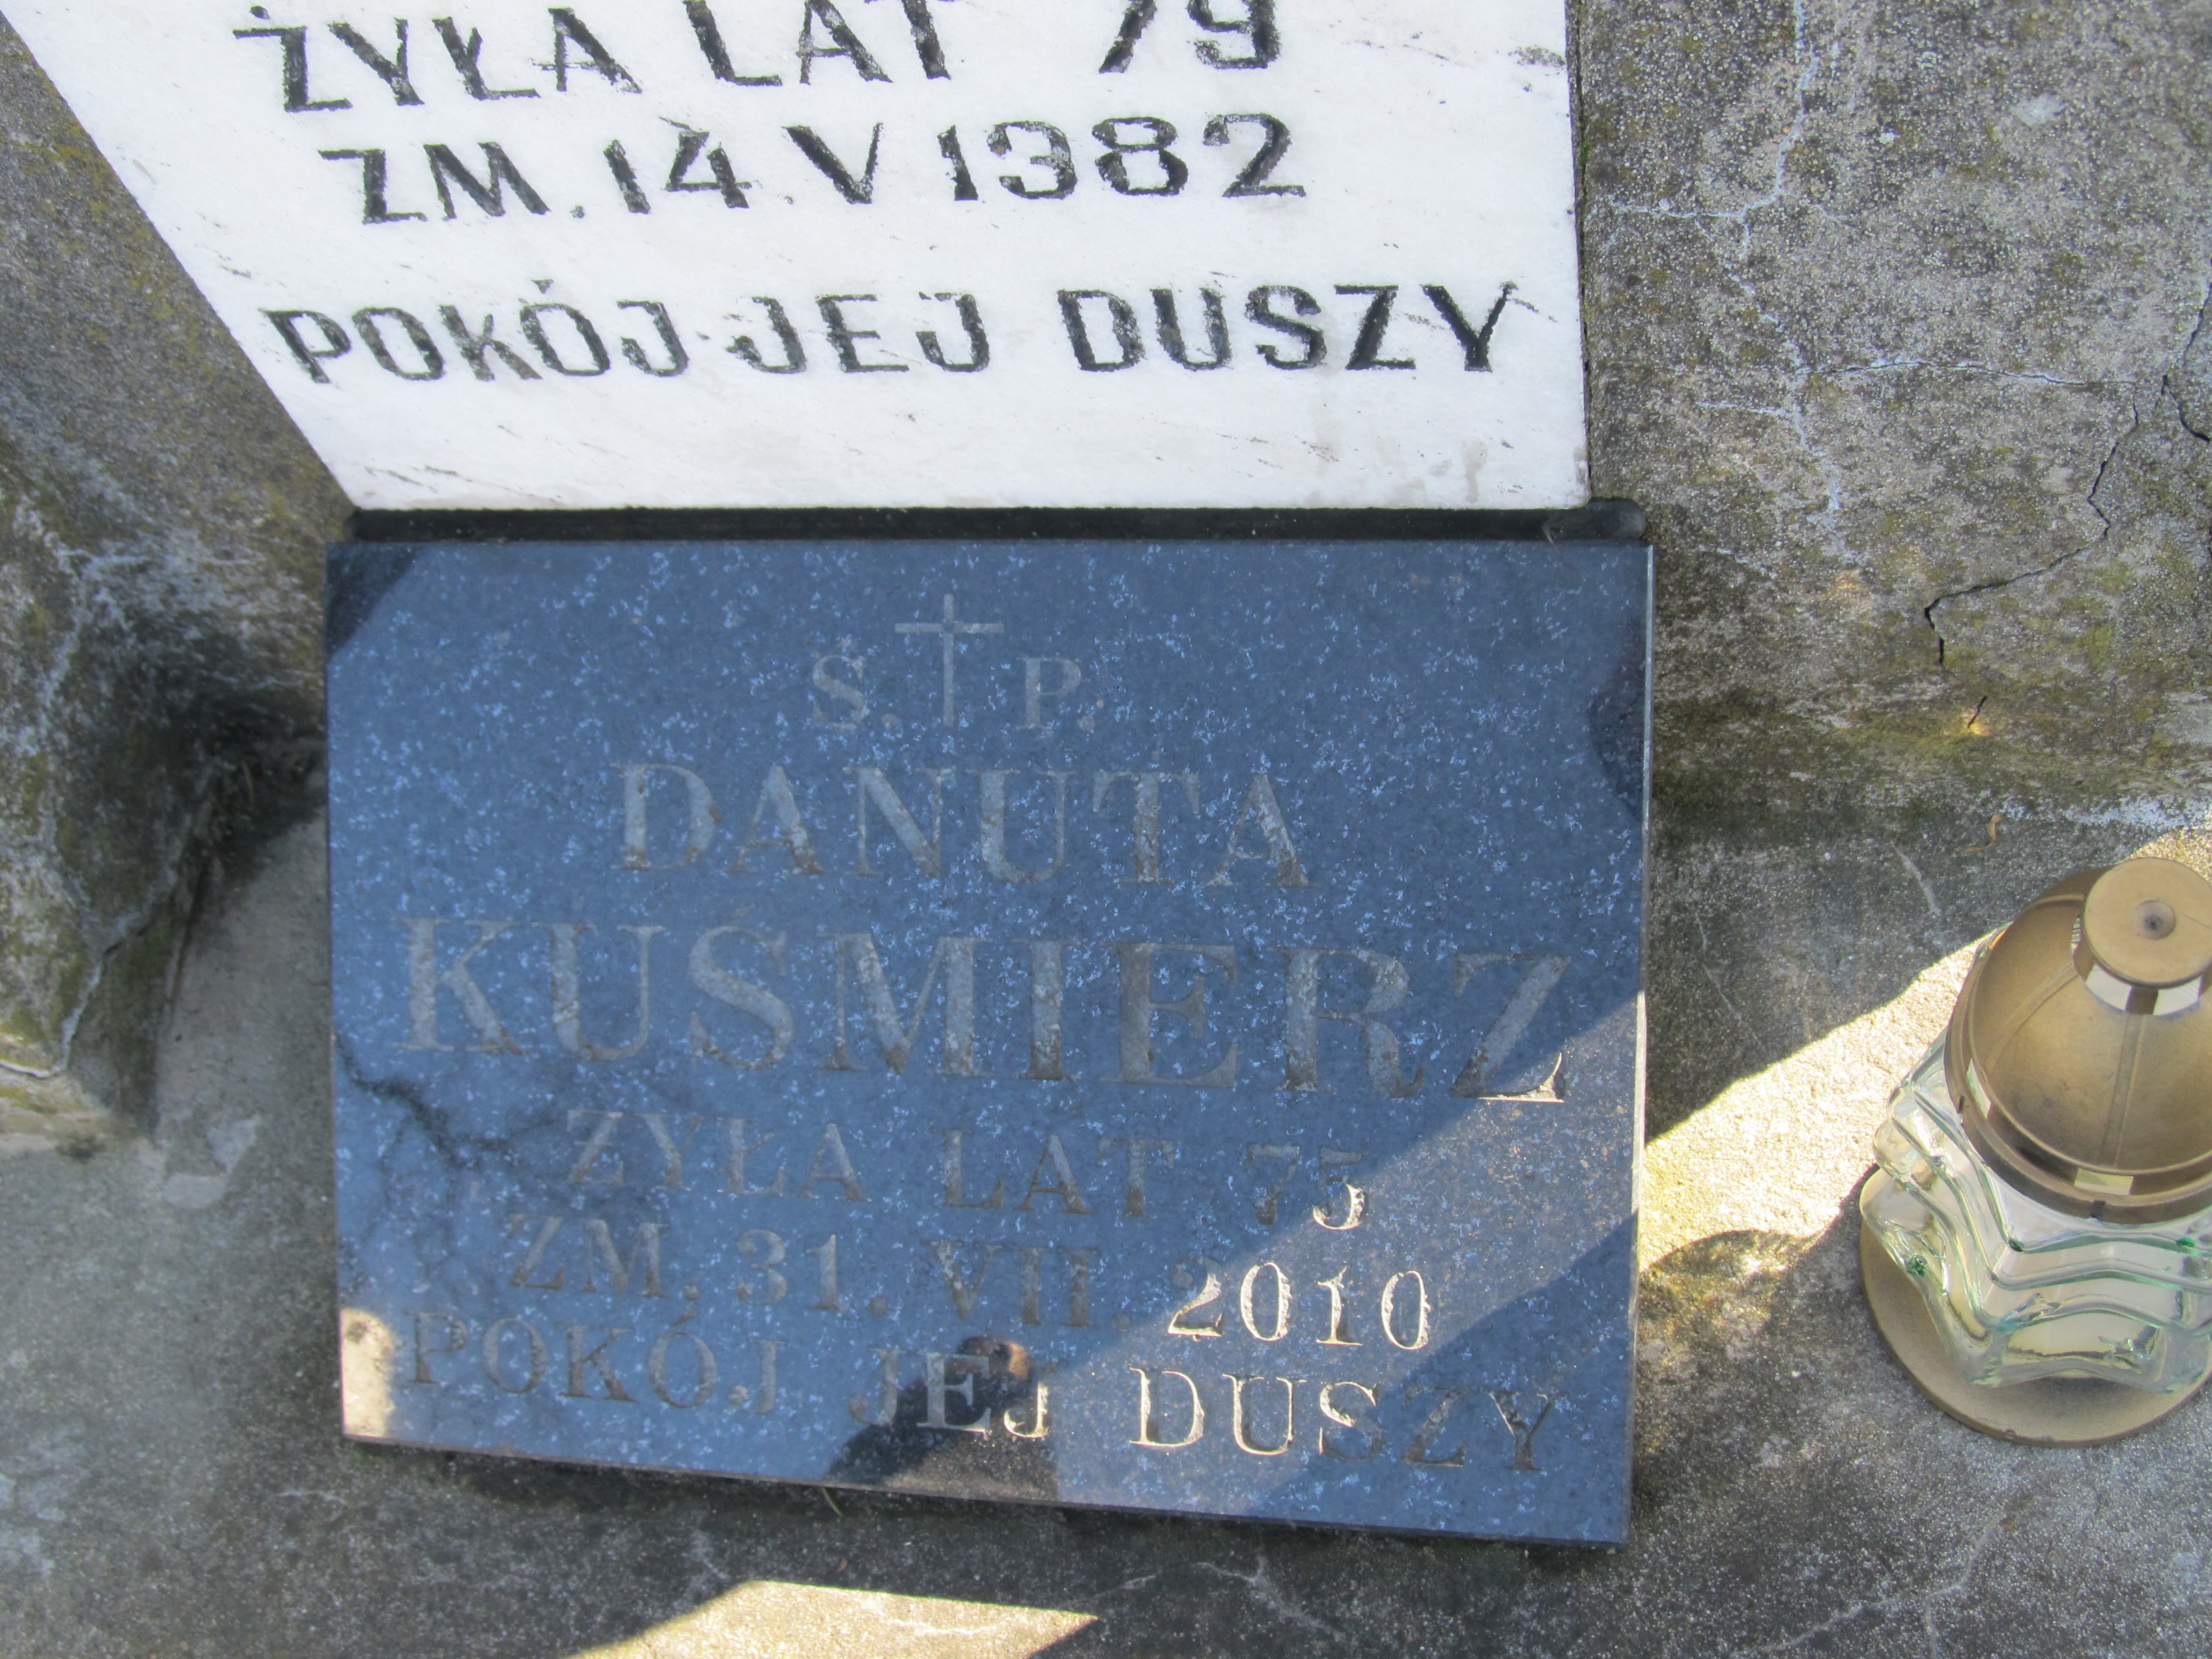 ŻYŁA LAT 79
ZM. 14. V 1982
POKÓJ JEJ DUSZY
Ś. P.
DANUTA
KUŚMIERZ
ŻYŁA LAT 75
ZM. 31. VII. 2010
POKÓJ JEJ DUSZY